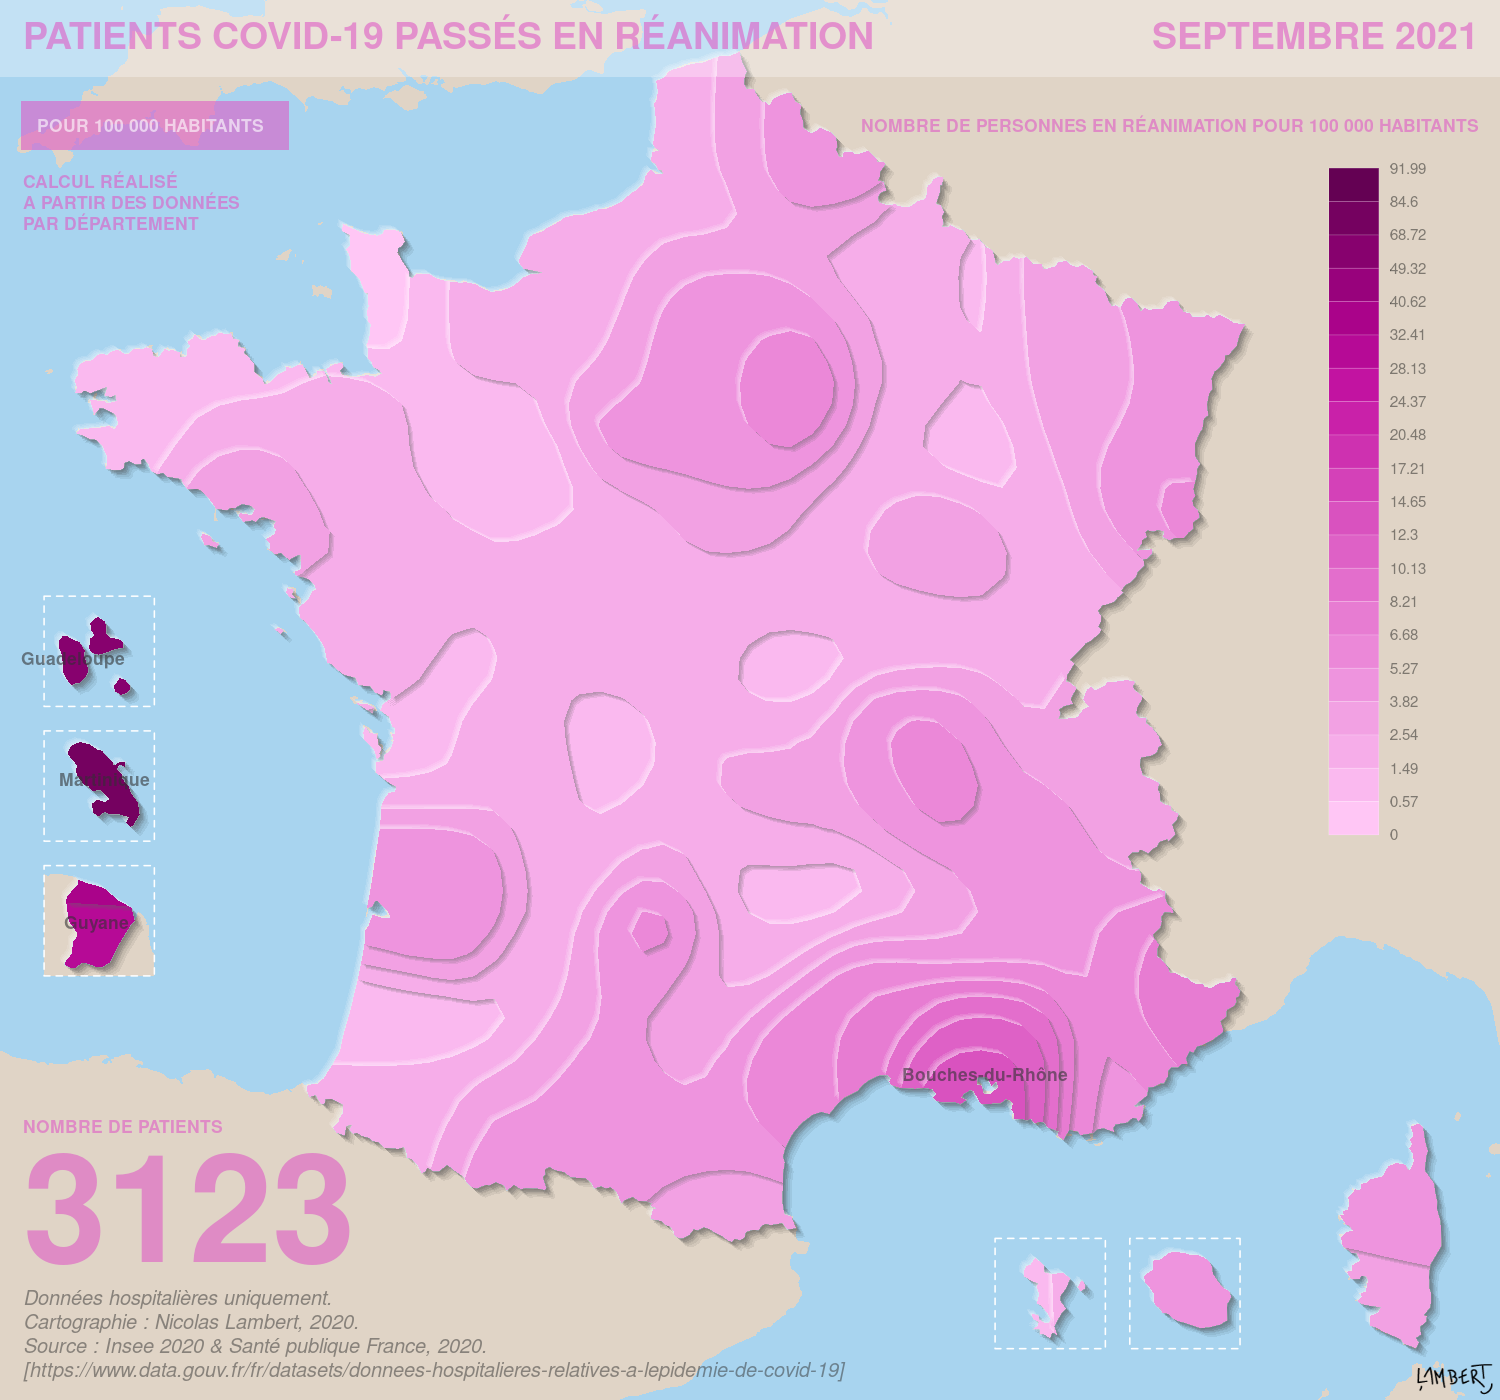 PATIENTS COVID-19 PASSÉS EN RÉANIMATION
SEPTEMBRE 2021
POUR 100 000 HABITANTS
CALCUL RÉALISÉ
A PARTIR DES DONNÉES
PAR DÉPARTEMENT
NOMBRE DE PERSONNES EN RÉANIMATION POUR 100 000 HABITANTS
91.99
84.6
68.72
49.32
40.62
32.41
28.13
24.37
20.48
17.21
14.65
12.3
10.13
8.21
6.68
5.27
3.82
2.54
1.49
0.57
0
Guadeloupe
Martinique
Guyane
Bouches-du-Rhône
NOMBRE DE PATIENTS
3123
Données hospitalières uniquement.
Cartographie : Nicolas Lambert, 2020.
Source : Insee 2020 & Santé publique France, 2020.
[https://www.data.gouv.fr/fr/datasets/donnees-hospitalieres-relatives-a-lepidemie-de-covid-19]
LAMBERT